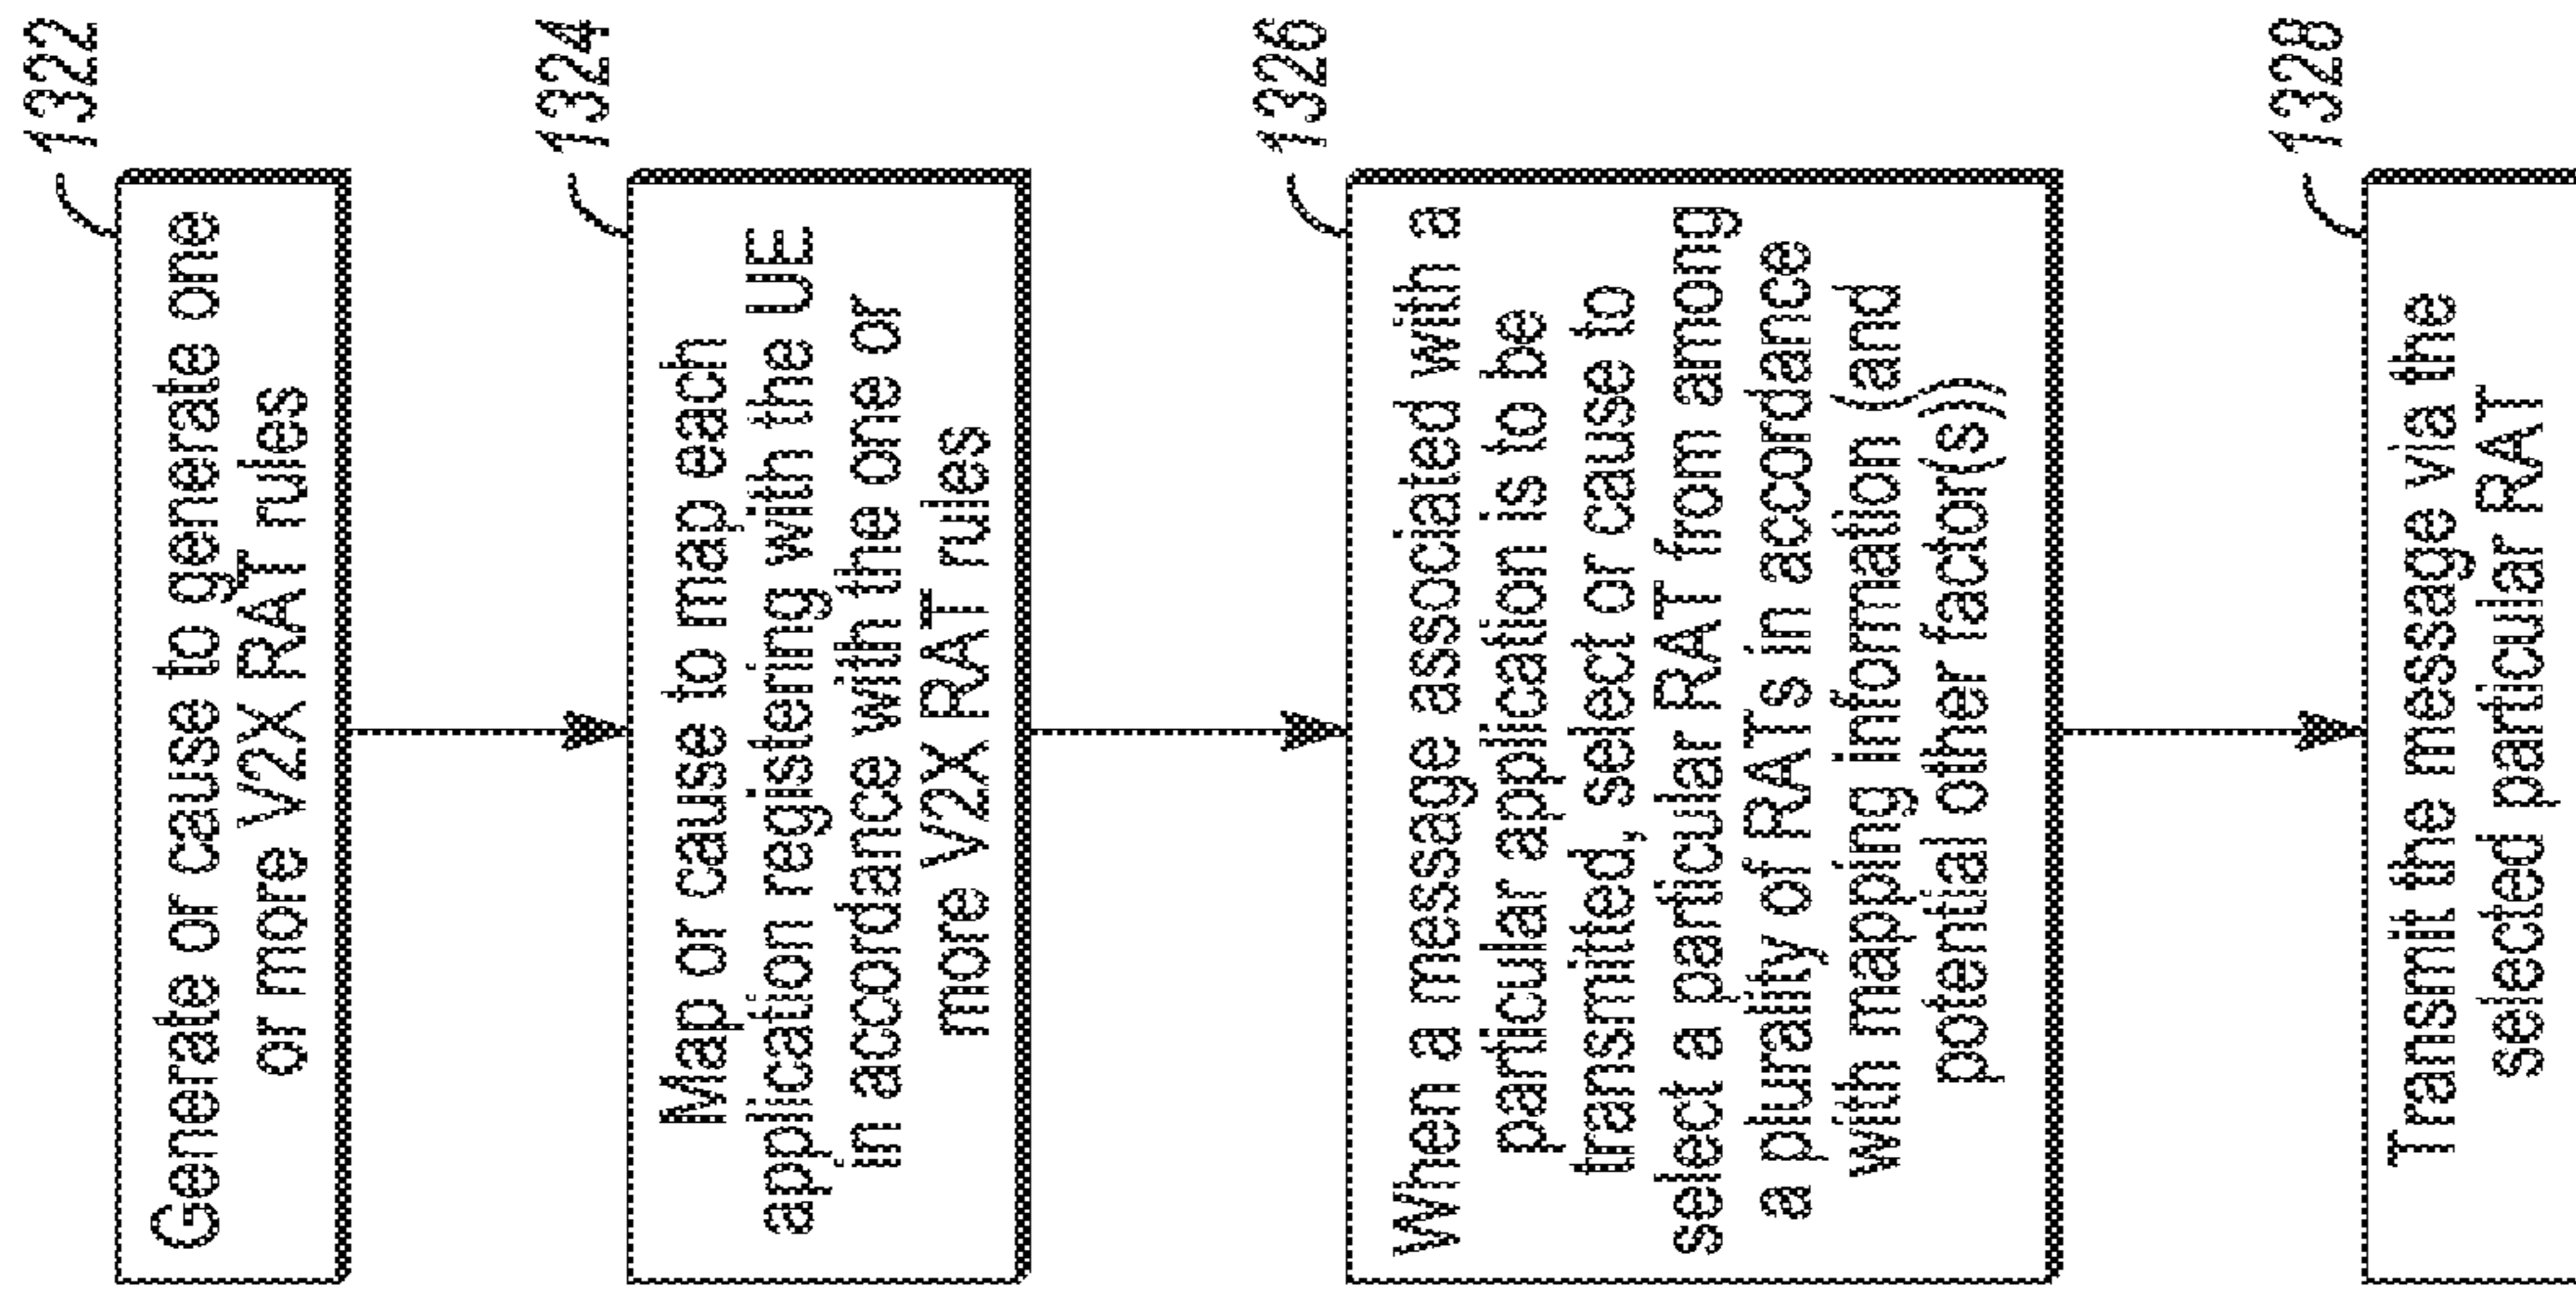 1322
Generate or cause to generate one
or more V2X RAT rules
1324
Map or cause to map each
application registering with the UE
in accordance with the one or
more V2X RAT rules
1326
When a message associated with a
particular application is to be
transmitted, select or cause to
select a particular RAT from among
a plurality of RATs in accordance
with mapping information (and
potential other factor(s))
1328
Transmit the message via the
selected particular RAT